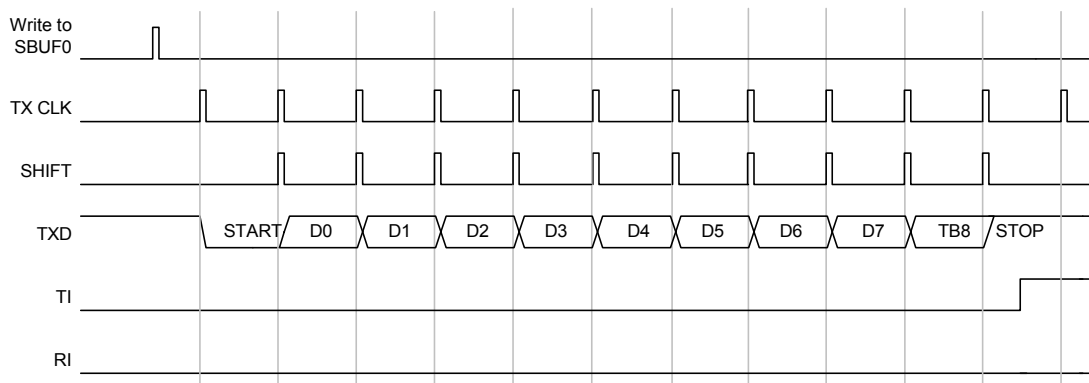 Write to
SBUF0
TX CLK
SHIFT
TXD START D0 D1 D2 D3 D4 D5 D6 D7 TB8 STOP
TI
RI